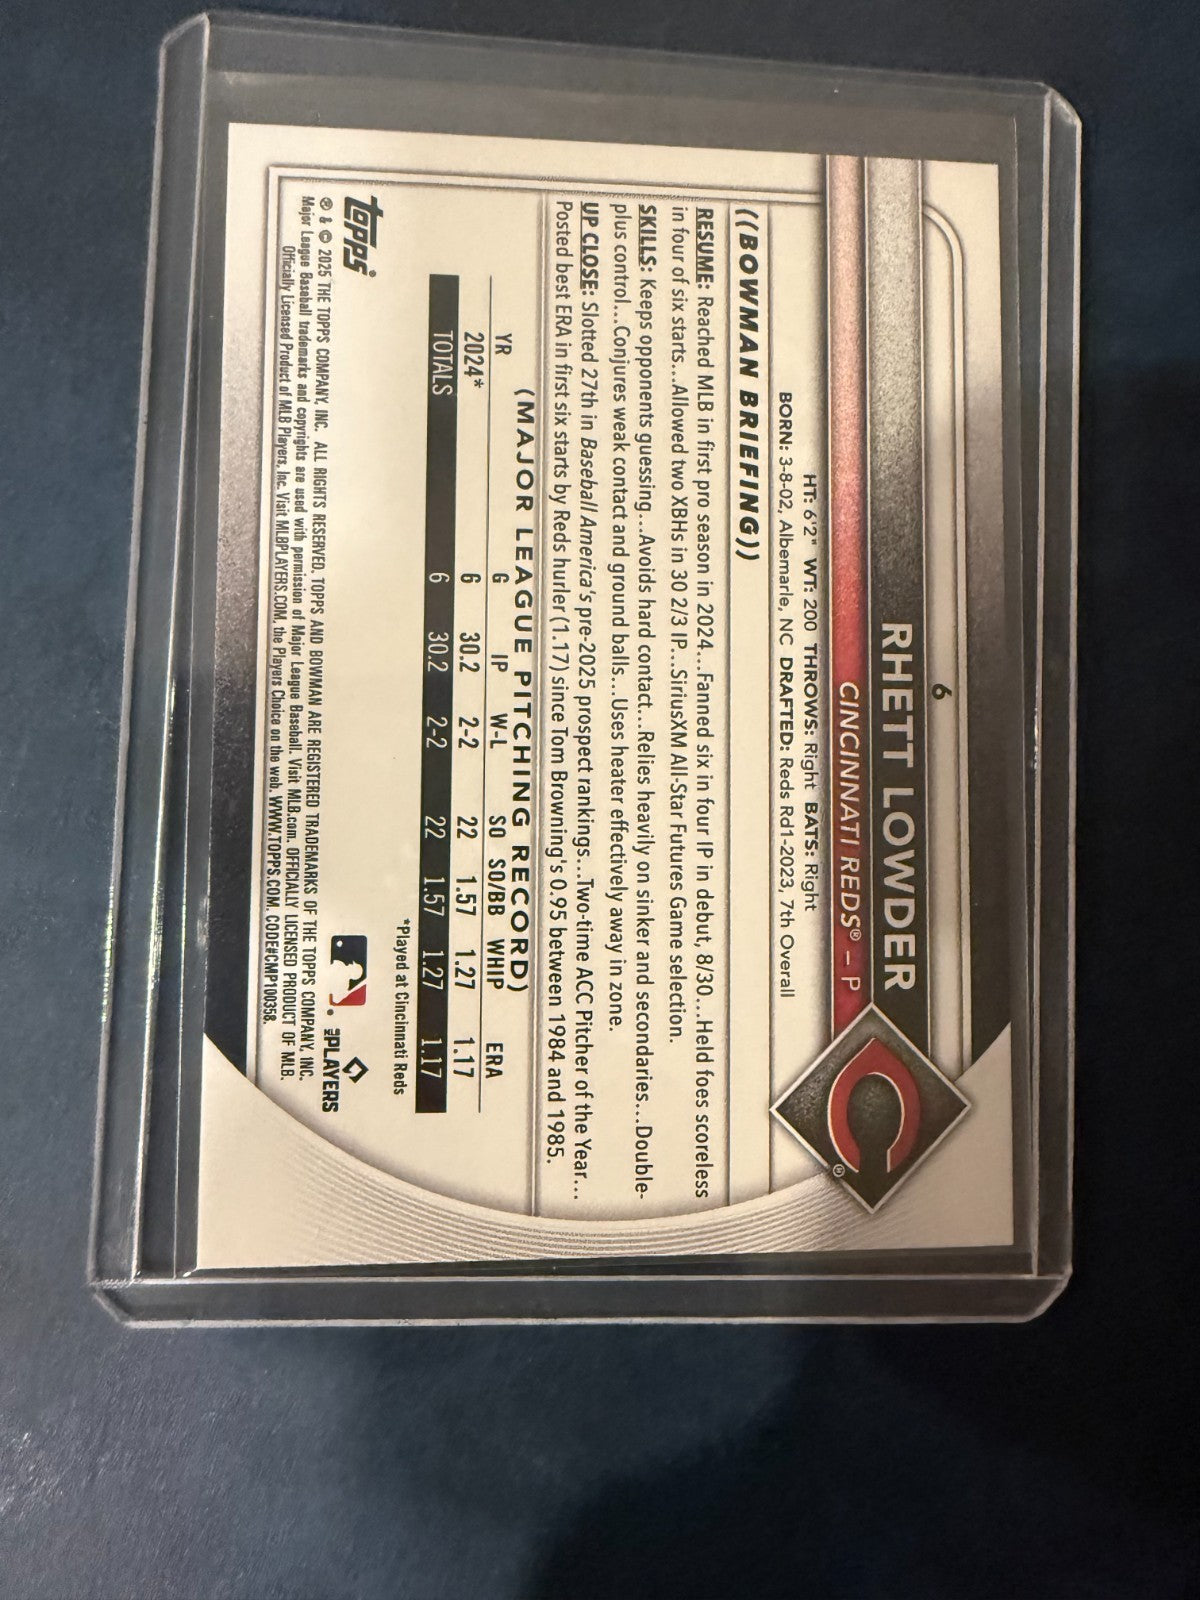 6
RHETT LOWDER
CINCINNATI REDS® – P
HT: 6'2" WT: 200 THROWS: Right BATS: Right
BORN: 3-8-02, Albemarle, NC DRAFTED: Reds Rd1-2023, 7th Overall
((BOWMAN BRIEFING))
RESUME: Reached MLB in first pro season in 2024...Fanned six in four IP in debut, 8/30...Held foes scoreless
in four of six starts...Allowed two XBHs in 30 2/3 IP...SiriusXM All-Star Futures Game selection.
SKILLS: Keeps opponents guessing...Avoids hard contact...Relies heavily on sinker and secondaries...Double-
plus control...Conjures weak contact and ground balls...Uses heater effectively away in zone.
UP CLOSE: Slotted 27th in Baseball America's pre-2025 prospect rankings...Two-time ACC Pitcher of the Year...
Posted best ERA in first six starts by Reds hurler (1.17) since Tom Browning's 0.95 between 1984 and 1985.
(MAJOR LEAGUE PITCHING RECORD)
YR G IP W-L SO SO/BB WHIP ERA
2024* 6 30.2 2-2 22 1.57 1.27 1.17
TOTALS 6 30.2 2-2 22 1.57 1.27 1.17
*Played at Cincinnati Reds
topps®
MLB PLAYERS
® & © 2025 THE TOPPS COMPANY, INC. ALL RIGHTS RESERVED. TOPPS AND BOWMAN ARE REGISTERED TRADEMARKS OF THE TOPPS COMPANY, INC.
Major League Baseball trademarks and copyrights are used with permission of Major League Baseball. Visit MLB.com. OFFICIALLY LICENSED PRODUCT OF MLB.
Officially Licensed Product of MLB Players, Inc. Visit MLBPLAYERS.COM, the Players Choice on the web. WWW.TOPPS.COM. CODE#CMP100358.